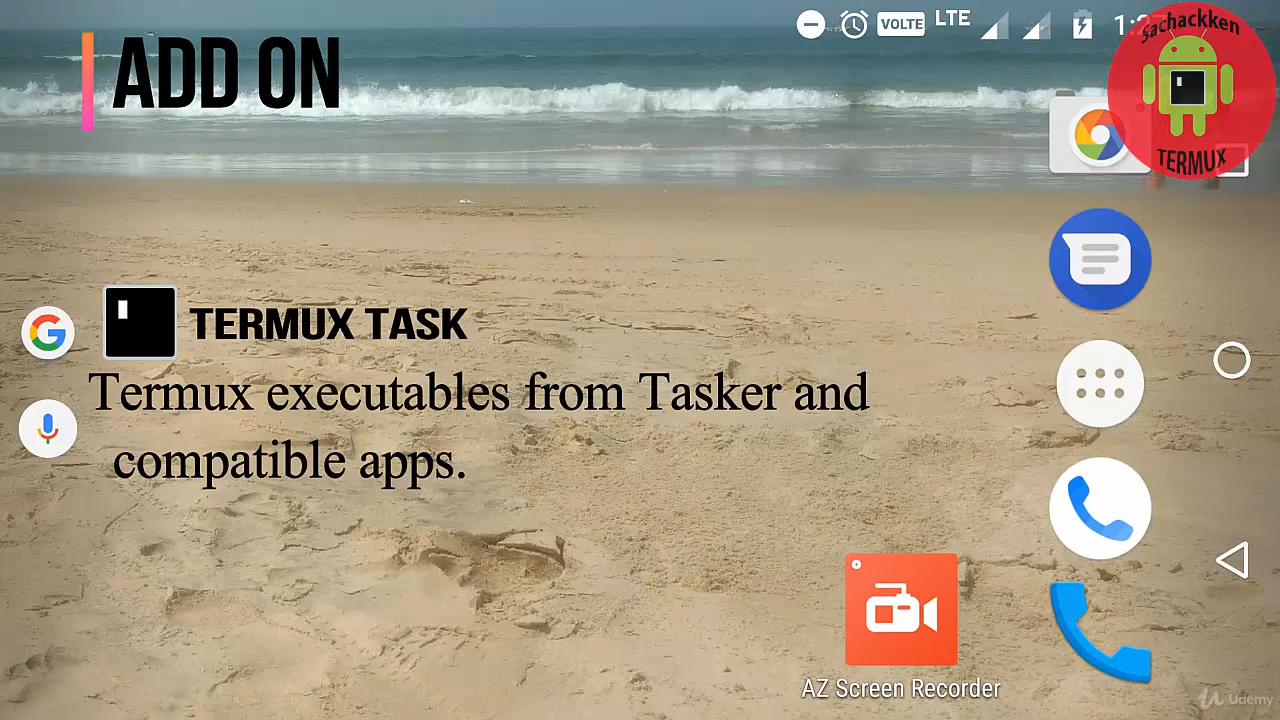 ADD ON
VOLTE
LTE
Sachackken
TERMUX
TERMUX TASK
Termux executables from Tasker and
compatible apps.
AZ Screen Recorder
Udemy